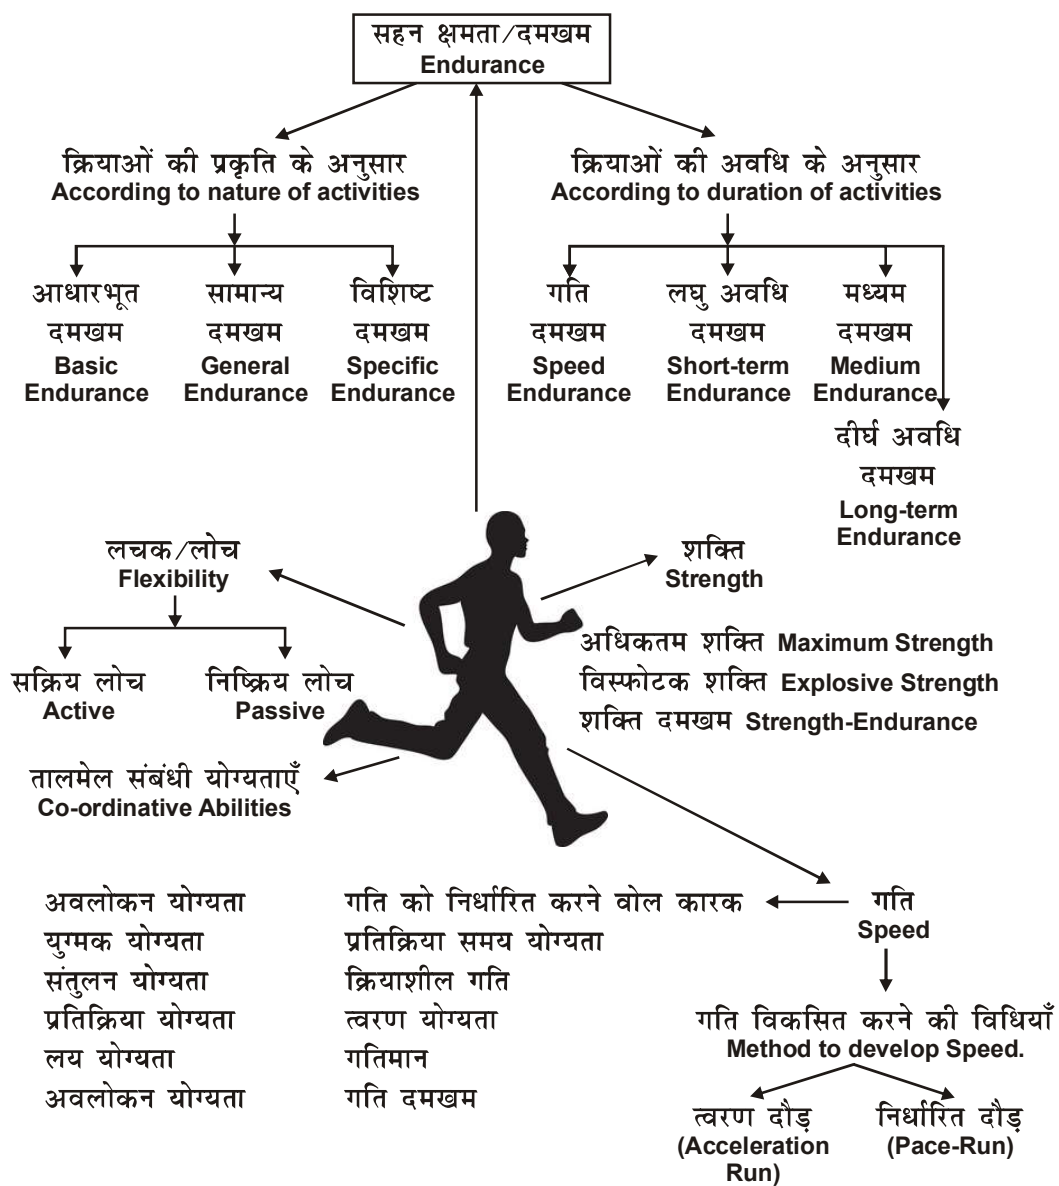 सहन क्षमता/दमखम
Endurance
क्रियाओं की प्रकृति के अनुसार
According to nature of activities
क्रियाओं की अवधि के अनुसार
According to duration of activities
आधारभूत
दमखम
Basic
Endurance
सामान्य
दमखम
General
Endurance
विशिष्ट
दमखम
Specific
Endurance
गति
दमखम
Speed
Endurance
लघु अवधि
दमखम
Short-term
Endurance
मध्यम
दमखम
Medium
Endurance
दीर्घ अवधि
दमखम
Long-term
Endurance
लचक/लोच
Flexibility
सक्रिय लोच
Active
निष्क्रिय लोच
Passive
शक्ति
Strength
अधिकतम शक्ति Maximum Strength
विस्फोटक शक्ति Explosive Strength
शक्ति दमखम Strength-Endurance
तालमेल संबंधी योग्यताएँ
Co-ordinative Abilities
अवलोकन योग्यता
युग्मक योग्यता
संतुलन योग्यता
प्रतिक्रिया योग्यता
लय योग्यता
अवलोकन योग्यता
गति को निर्धारित करने वोल कारक
प्रतिक्रिया समय योग्यता
क्रियाशील गति
त्वरण योग्यता
गतिमान
गति दमखम
गति
Speed
गति विकसित करने की विधियाँ
Method to develop Speed.
त्वरण दौड़
(Acceleration
Run)
निर्धारित दौड़
(Pace-Run)